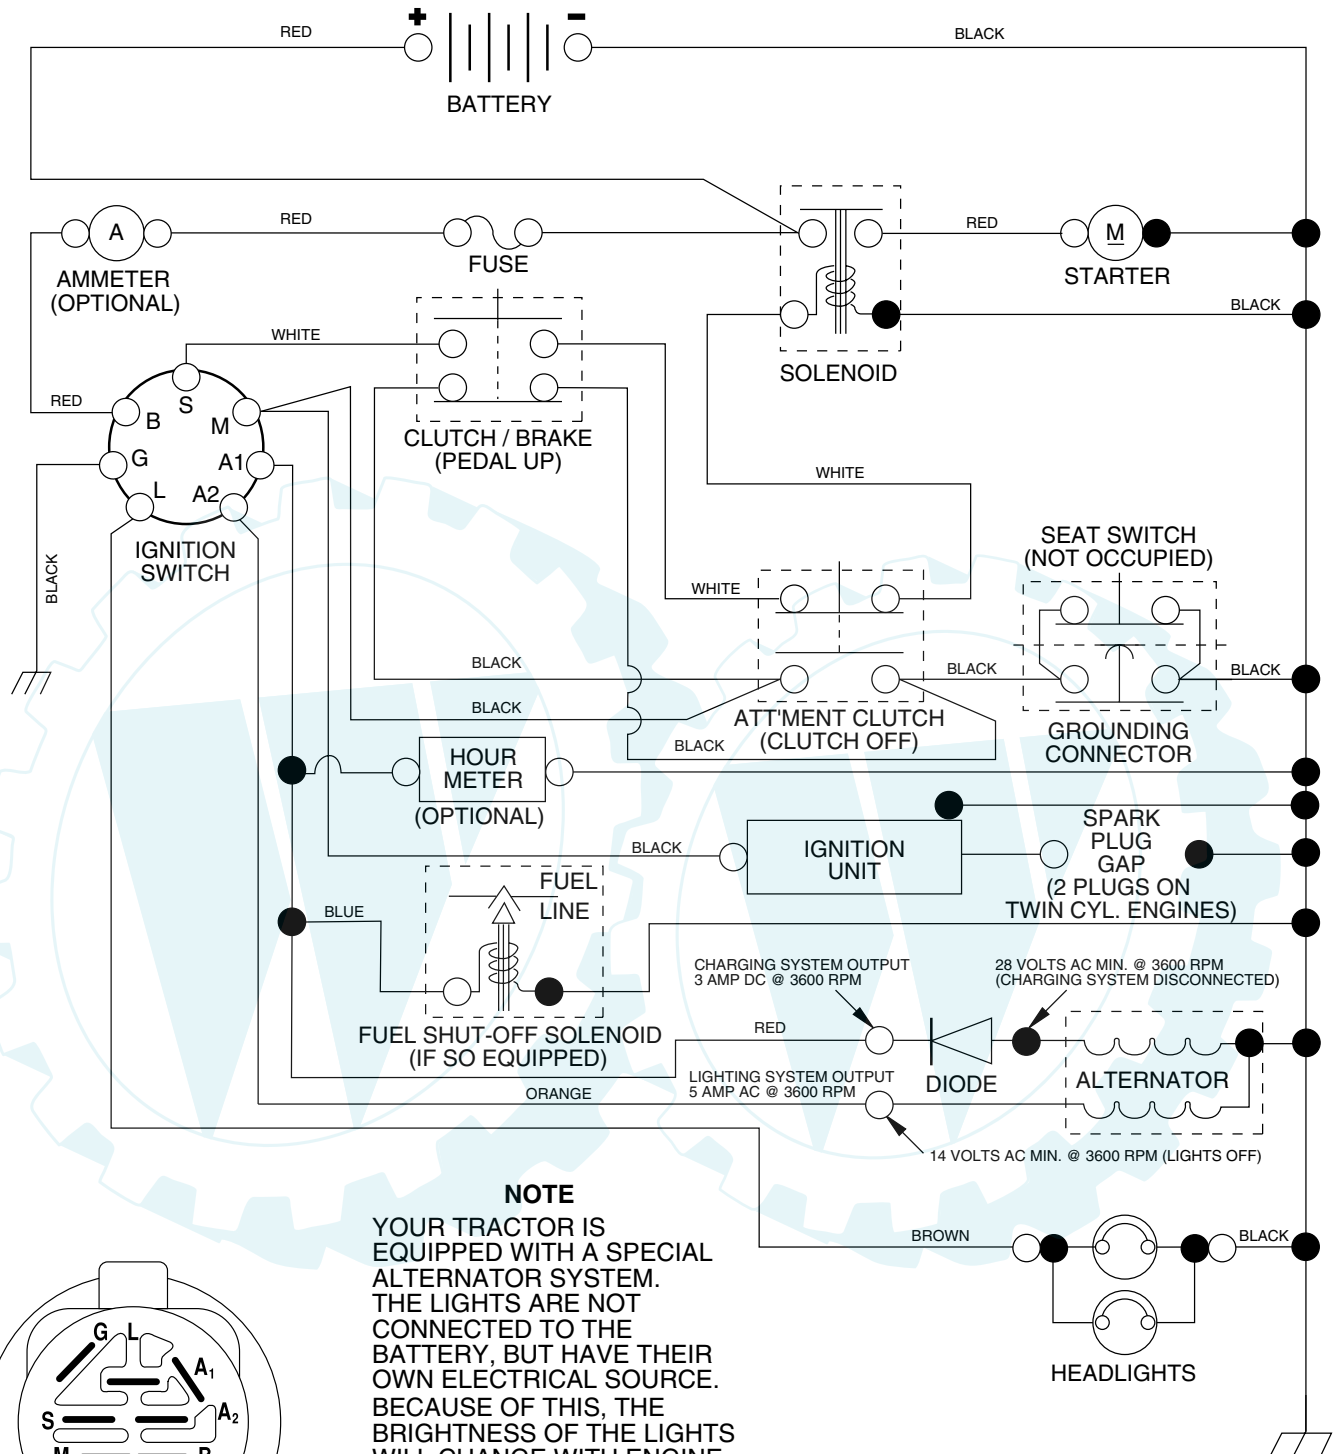 + −
RED
BLACK
BATTERY
A
RED
RED
M
FUSE
AMMETER
(OPTIONAL)
STARTER
BLACK
WHITE
SOLENOID
RED
S
B
M
CLUTCH / BRAKE
(PEDAL UP)
G
A1
WHITE
L
A2
SEAT SWITCH
(NOT OCCUPIED)
IGNITION
SWITCH
BLACK
WHITE
BLACK
BLACK
BLACK
BLACK
ATT'MENT CLUTCH
(CLUTCH OFF)
GROUNDING
CONNECTOR
BLACK
HOUR
METER
(OPTIONAL)
BLACK
IGNITION
UNIT
SPARK
PLUG
GAP
(2 PLUGS ON
TWIN CYL. ENGINES)
FUEL
LINE
BLUE
CHARGING SYSTEM OUTPUT
3 AMP DC @ 3600 RPM
28 VOLTS AC MIN. @ 3600 RPM
(CHARGING SYSTEM DISCONNECTED)
FUEL SHUT-OFF SOLENOID
(IF SO EQUIPPED)
RED
DIODE
ALTERNATOR
LIGHTING SYSTEM OUTPUT
5 AMP AC @ 3600 RPM
ORANGE
14 VOLTS AC MIN. @ 3600 RPM (LIGHTS OFF)
NOTE
YOUR TRACTOR IS
EQUIPPED WITH A SPECIAL
ALTERNATOR SYSTEM.
THE LIGHTS ARE NOT
CONNECTED TO THE
BATTERY, BUT HAVE THEIR
OWN ELECTRICAL SOURCE.
BECAUSE OF THIS, THE
BRIGHTNESS OF THE LIGHTS
WILL CHANGE WITH ENGINE
BROWN
BLACK
HEADLIGHTS
G L
A1
A2
S
M
B